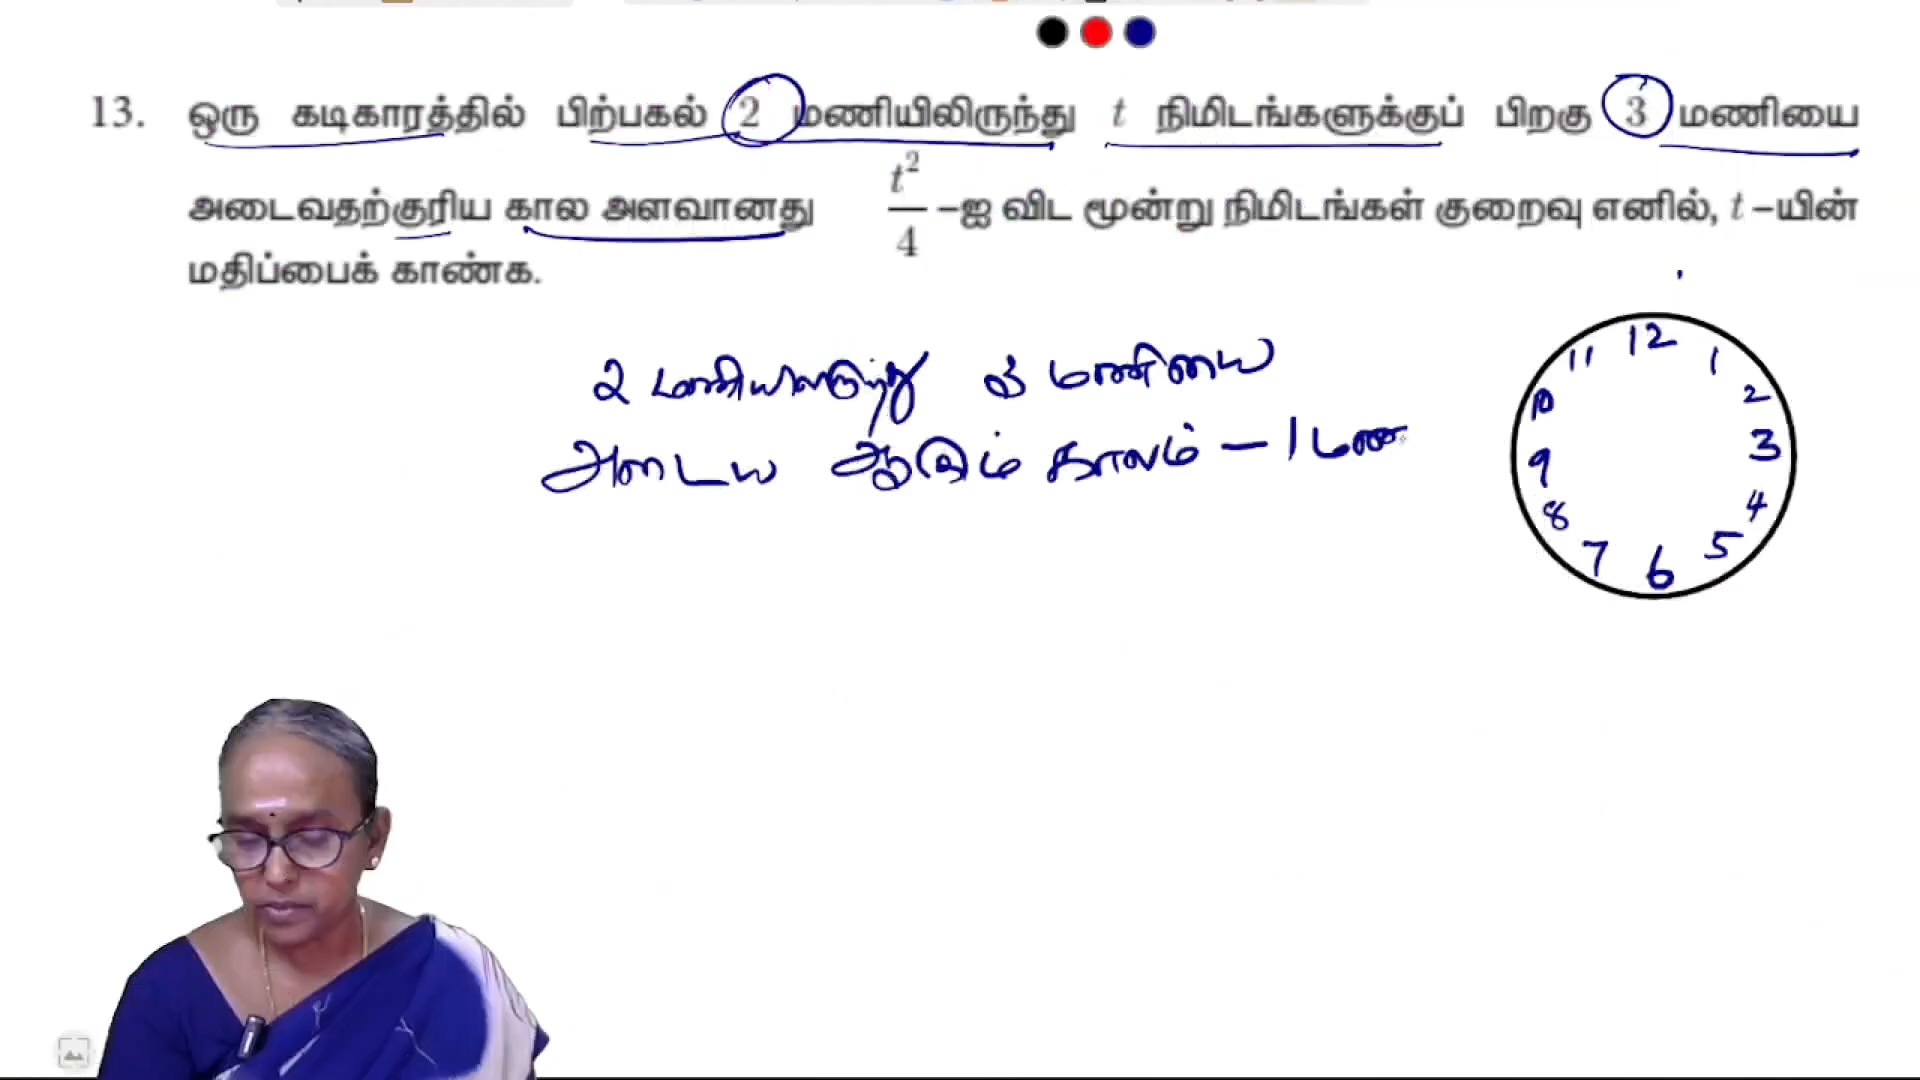 13. ஒரு கடிகாரத்தில் பிற்பகல் 2 மணியிலிருந்து t நிமிடங்களுக்குப் பிறகு 3 மணியை
அடைவதற்குரிய கால அளவானது t²/4 –ஐ விட மூன்று நிமிடங்கள் குறைவு எனில், t –யின்
மதிப்பைக் காண்க.
2 மணியிலிருந்து 3 மணியை
அடைய ஆகும் காலம் – 1 மண
12
11 1
10 2
9 3
8 4
7 5
6